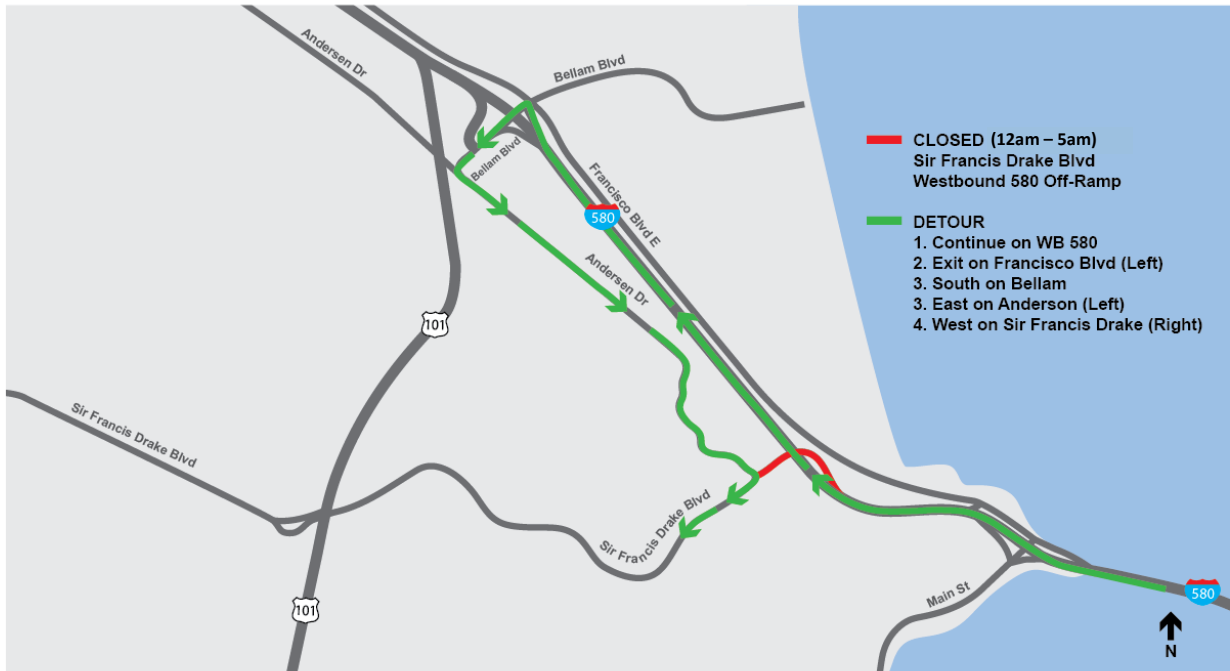 Andersen Dr
Bellam Blvd
Bellam Blvd
Francisco Blvd E
580
Andersen Dr
101
Sir Francis Drake Blvd
Sir Francis Drake Blvd
101
Main St
580
N
CLOSED (12am – 5am)
Sir Francis Drake Blvd
Westbound 580 Off-Ramp
DETOUR
1. Continue on WB 580
2. Exit on Francisco Blvd (Left)
3. South on Bellam
3. East on Anderson (Left)
4. West on Sir Francis Drake (Right)